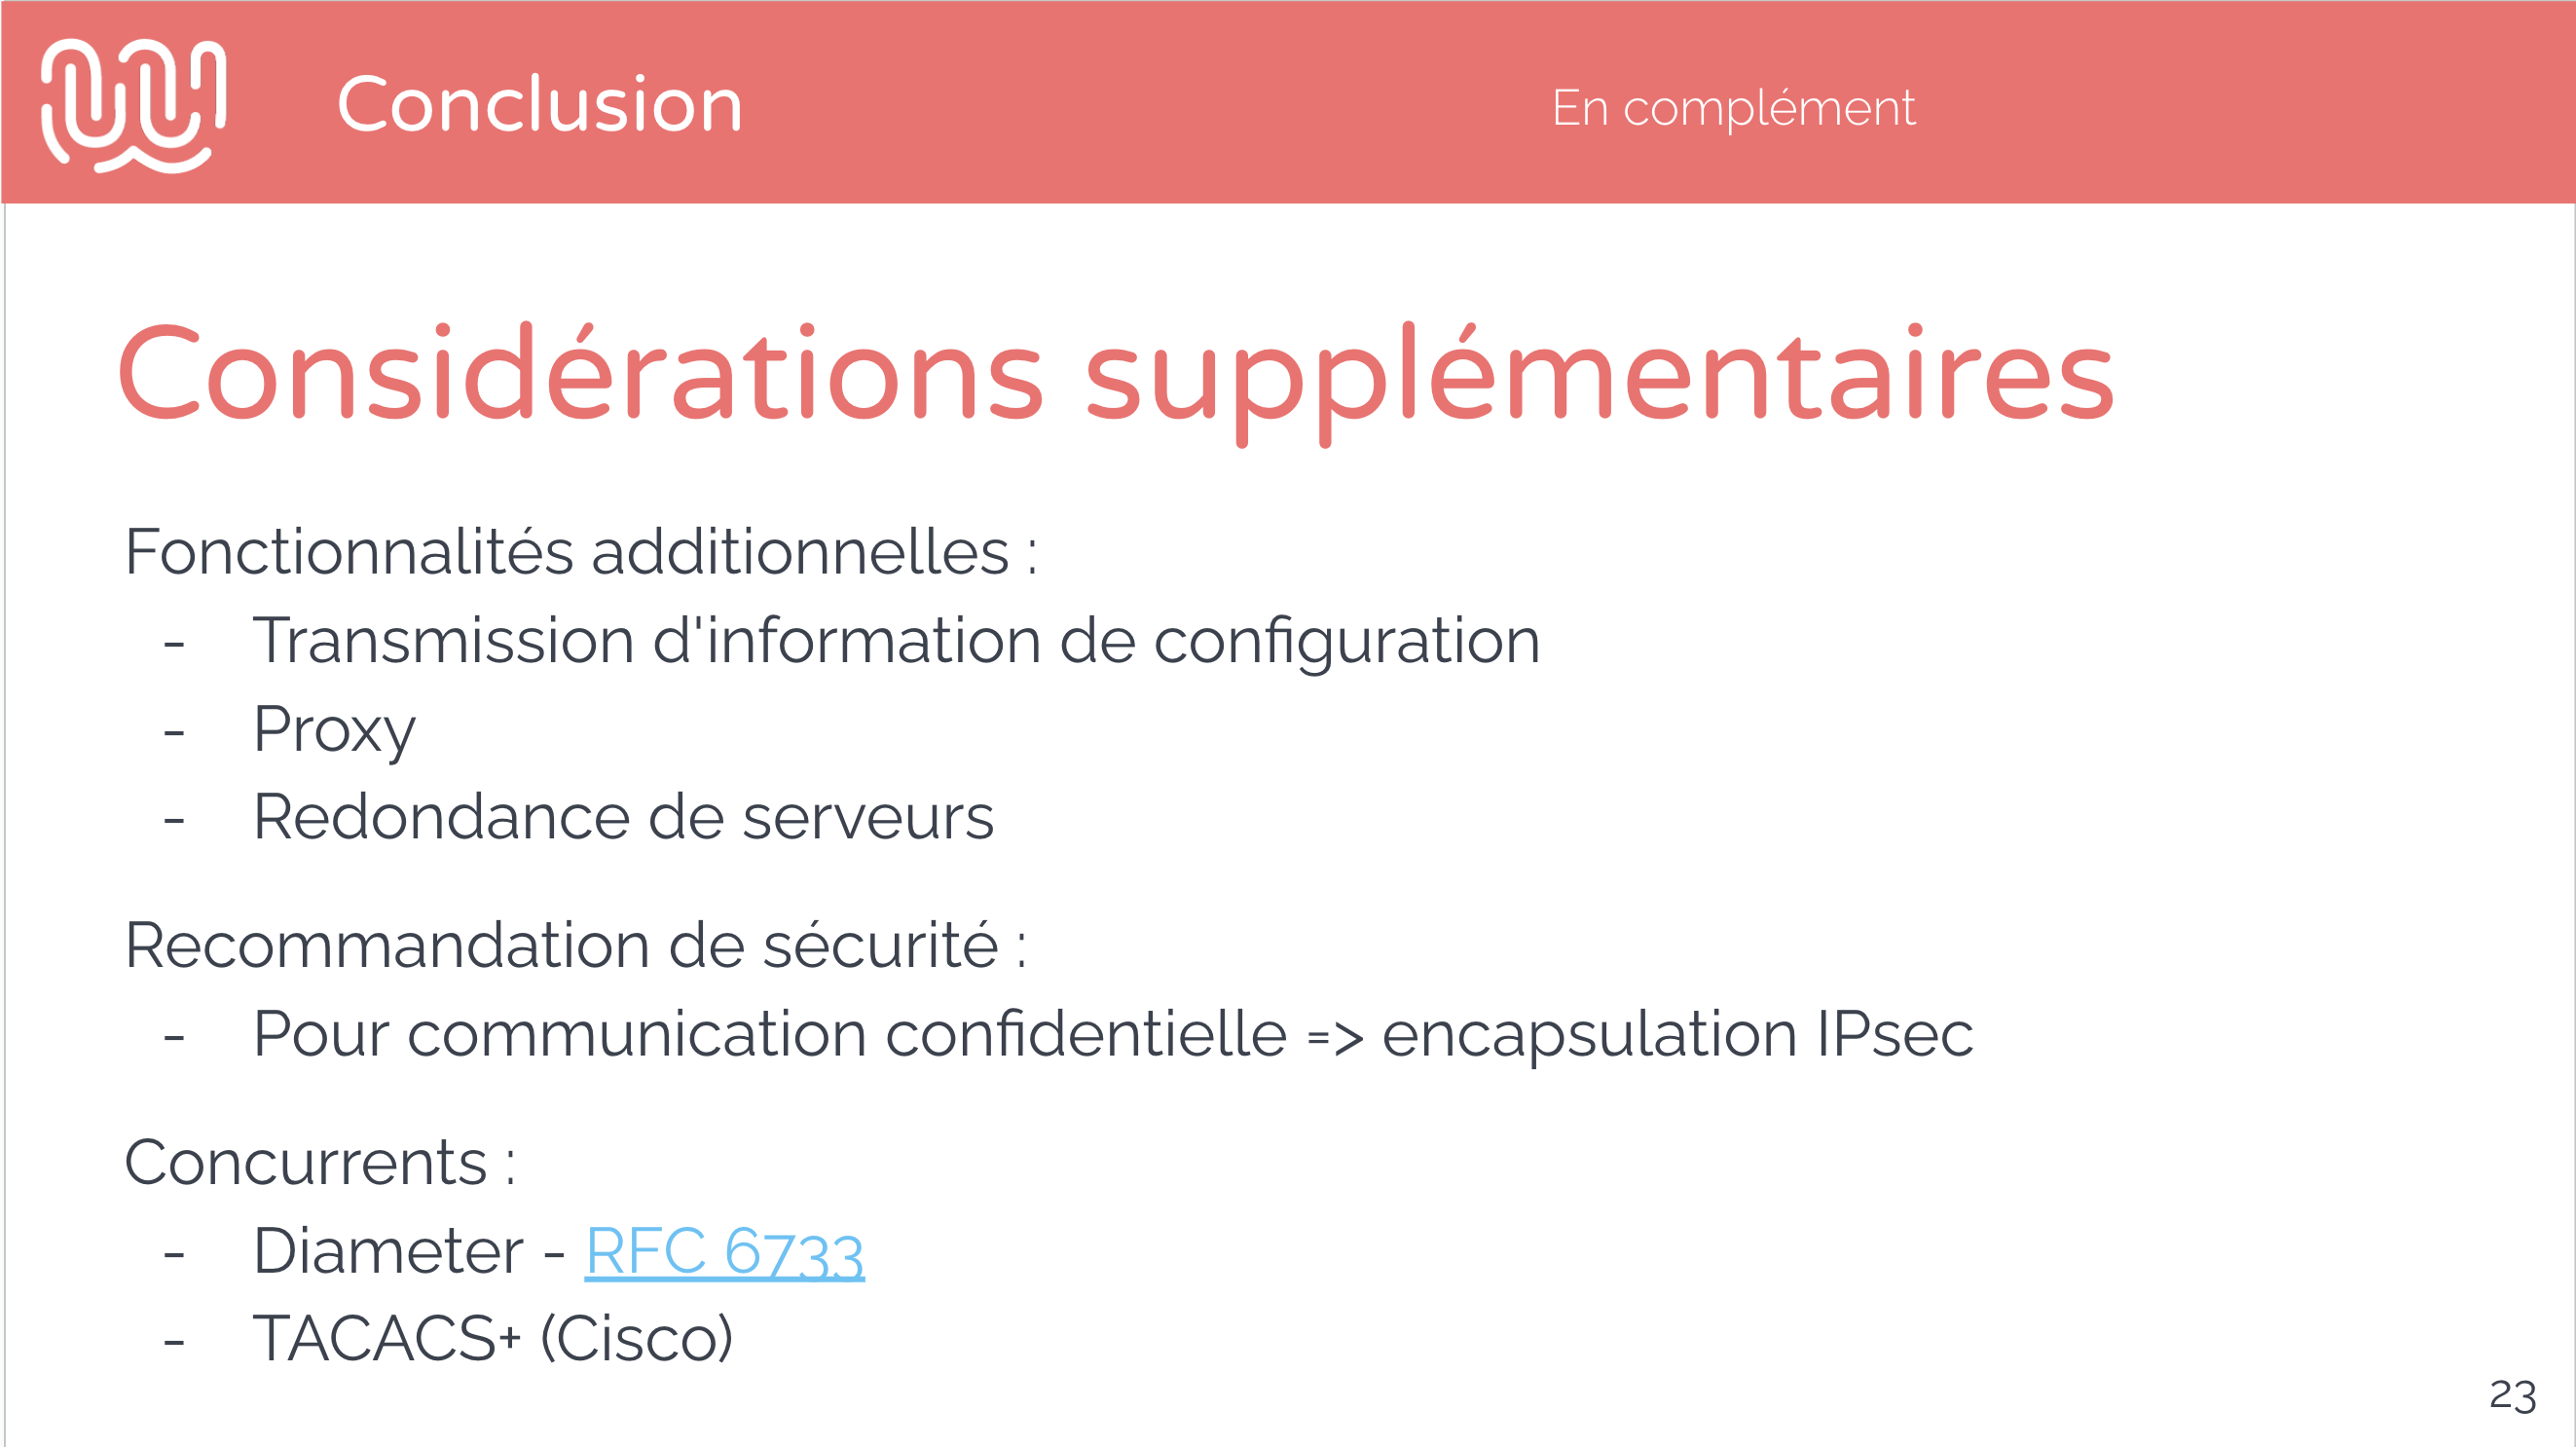 Conclusion
En complément
Considérations supplémentaires
Fonctionnalités additionnelles :
- Transmission d'information de configuration
- Proxy
- Redondance de serveurs
Recommandation de sécurité :
- Pour communication confidentielle => encapsulation IPsec
Concurrents :
- Diameter - RFC 6733
- TACACS+ (Cisco)
23